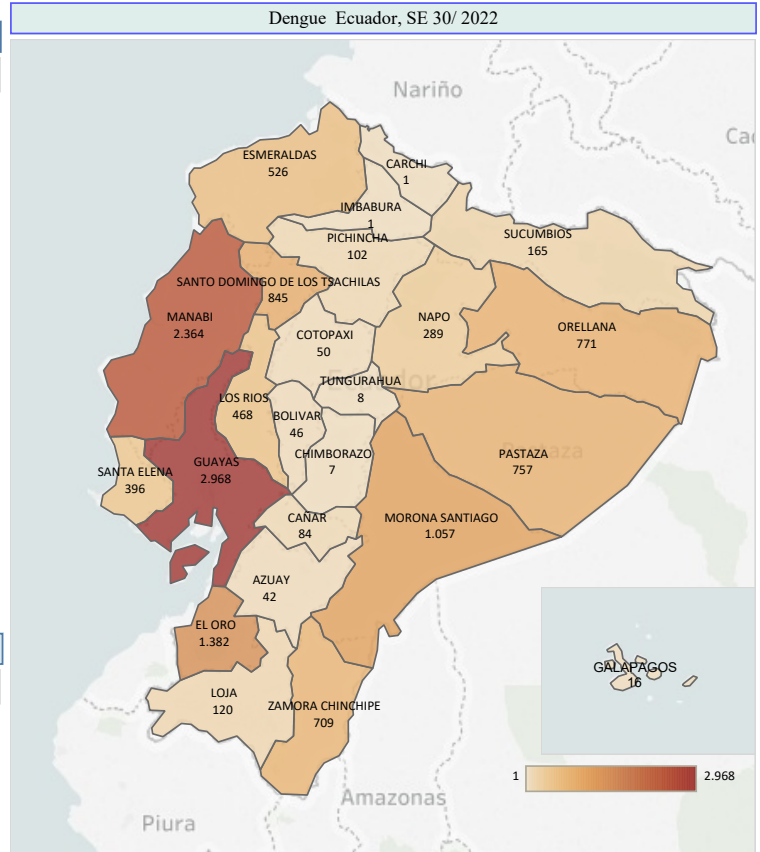 Dengue Ecuador, SE 30/ 2022
Nariño
ESMERALDAS
526
CARCHI
1
IMBABURA
1
PICHINCHA
102
SUCUMBIOS
165
SANTO DOMINGO DE LOS TSACHILAS
845
MANABI
2.364
NAPO
289
ORELLANA
771
COTOPAXI
50
Ecuador
TUNGURAHUA
8
LOS RIOS
468
BOLIVAR
46
CHIMBORAZO
7
Pastaza
PASTAZA
757
SANTA ELENA
396
GUAYAS
2.968
CAÑAR
84
MORONA SANTIAGO
1.057
AZUAY
42
EL ORO
1.382
LOJA
120
ZAMORA CHINCHIPE
709
GALAPAGOS
16
1
2.968
Amazonas
Piura